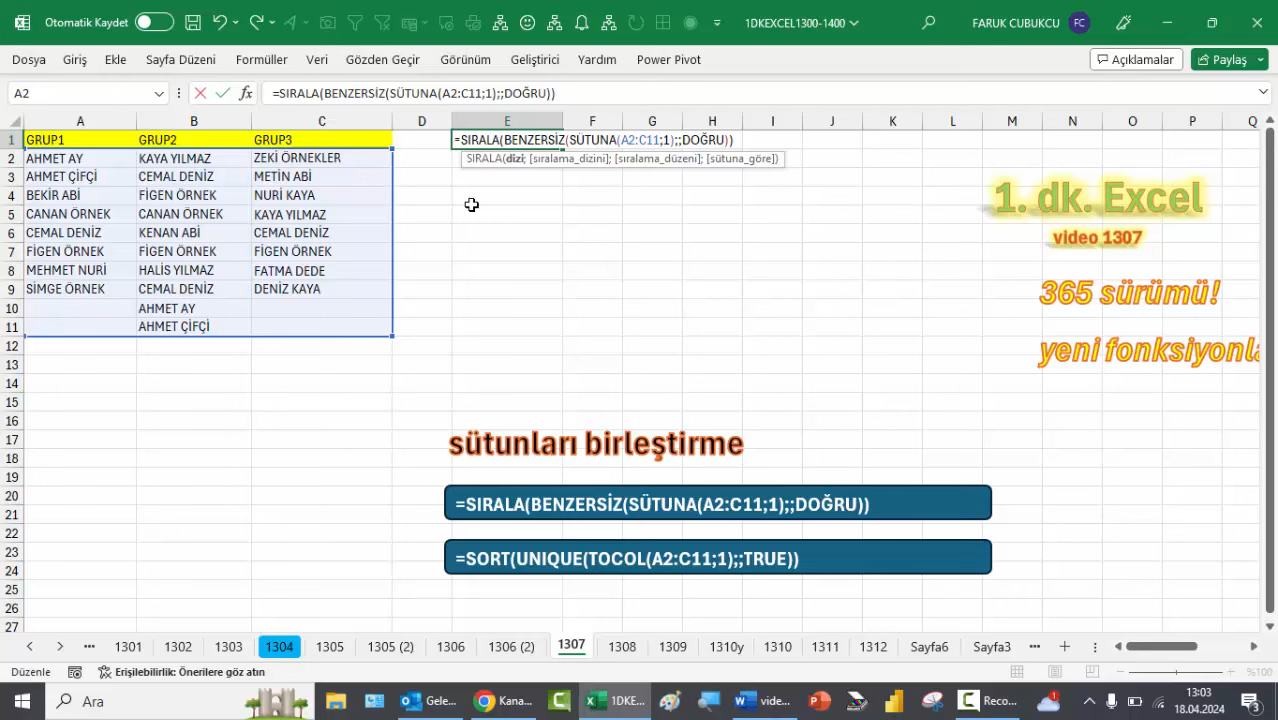 Otomatik Kaydet
1DKEXCEL1300-1400
FARUK CUBUKCU
FC
Dosya Giriş Ekle Sayfa Düzeni Formüller Veri Gözden Geçir Görünüm Geliştirici Yardım Power Pivot Açıklamalar Paylaş
A2 fx =SIRALA(BENZERSİZ(SÜTUNA(A2:C11;1);;DOĞRU))
A B C D E F G H I J K L M N O P Q
1 GRUP1 GRUP2 GRUP3 =SIRALA(BENZERSİZ(SÜTUNA(A2:C11;1);;DOĞRU))
SIRALA(dizi; [sıralama_dizini]; [sıralama_düzeni]; [sütuna_göre])
2 AHMET AY KAYA YILMAZ ZEKİ ÖRNEKLER
3 AHMET ÇİFÇİ CEMAL DENİZ METİN ABİ
4 BEKİR ABİ FİGEN ÖRNEK NURİ KAYA
5 CANAN ÖRNEK CANAN ÖRNEK KAYA YILMAZ
6 CEMAL DENİZ KENAN ABİ CEMAL DENİZ
7 FİGEN ÖRNEK FİGEN ÖRNEK FİGEN ÖRNEK
8 MEHMET NURİ HALİS YILMAZ FATMA DEDE
9 SİMGE ÖRNEK CEMAL DENİZ DENİZ KAYA
10 AHMET AY
11 AHMET ÇİFÇİ
12
13
14
15
16
17
18
19
20
21
22
23
24
25
26
27
1. dk. Excel
video 1307
365 sürümü!
yeni fonksiyonla
sütunları birleştirme
=SIRALA(BENZERSİZ(SÜTUNA(A2:C11;1);;DOĞRU))
=SORT(UNIQUE(TOCOL(A2:C11;1);;TRUE))
1301 1302 1303 1304 1305 1305 (2) 1306 1306 (2) 1307 1308 1309 1310y 1310 1311 1312 Sayfa6 Sayfa3
Düzenle Erişilebilirlik: Önerilere göz atın %100
Ara
Gele...
Kana...
1DKE...
vide...
Reco...
13:03
18.04.2024